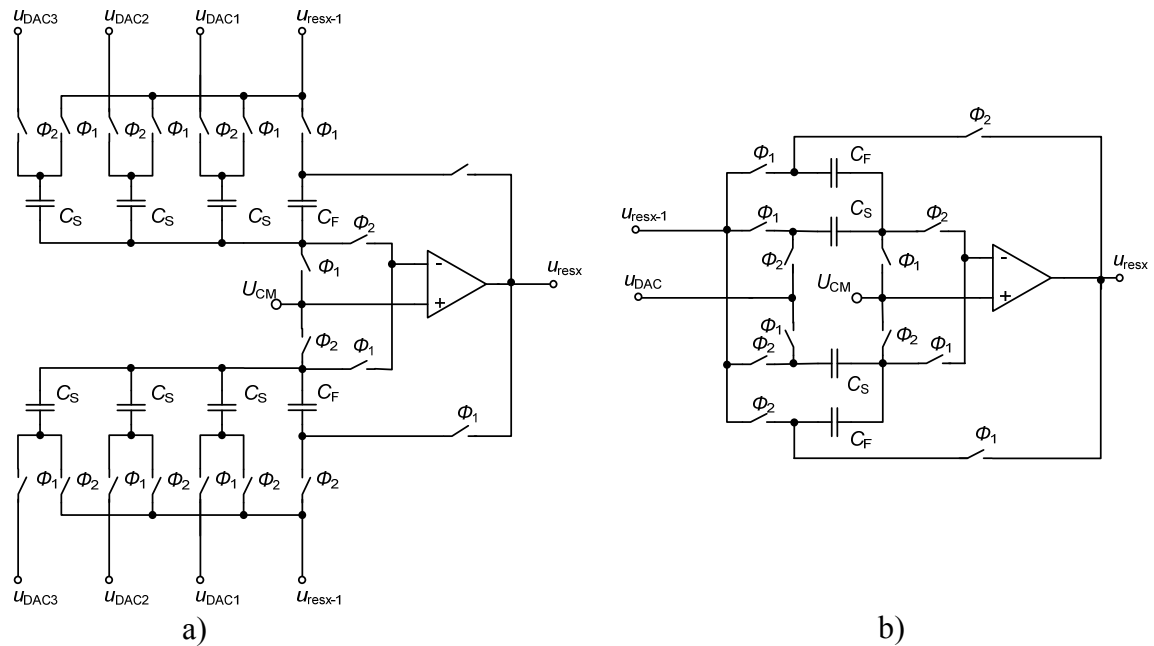 uDAC3 uDAC2 uDAC1 uresx-1
Φ2 Φ1 Φ2 Φ1 Φ2 Φ1 Φ1
CS CS CS CF
Φ2
Φ1
UCM
- + uresx
Φ2 Φ1
CS CS CS CF
Φ1
Φ1 Φ2 Φ1 Φ2 Φ1 Φ2 Φ2
uDAC3 uDAC2 uDAC1 uresx-1
a)
Φ2
Φ1 CF
uresx-1 Φ1 CS Φ2
Φ2 Φ1 -
uDAC UCM + uresx
Φ1 Φ2 Φ1
Φ2 CS
Φ2 CF
Φ1
b)